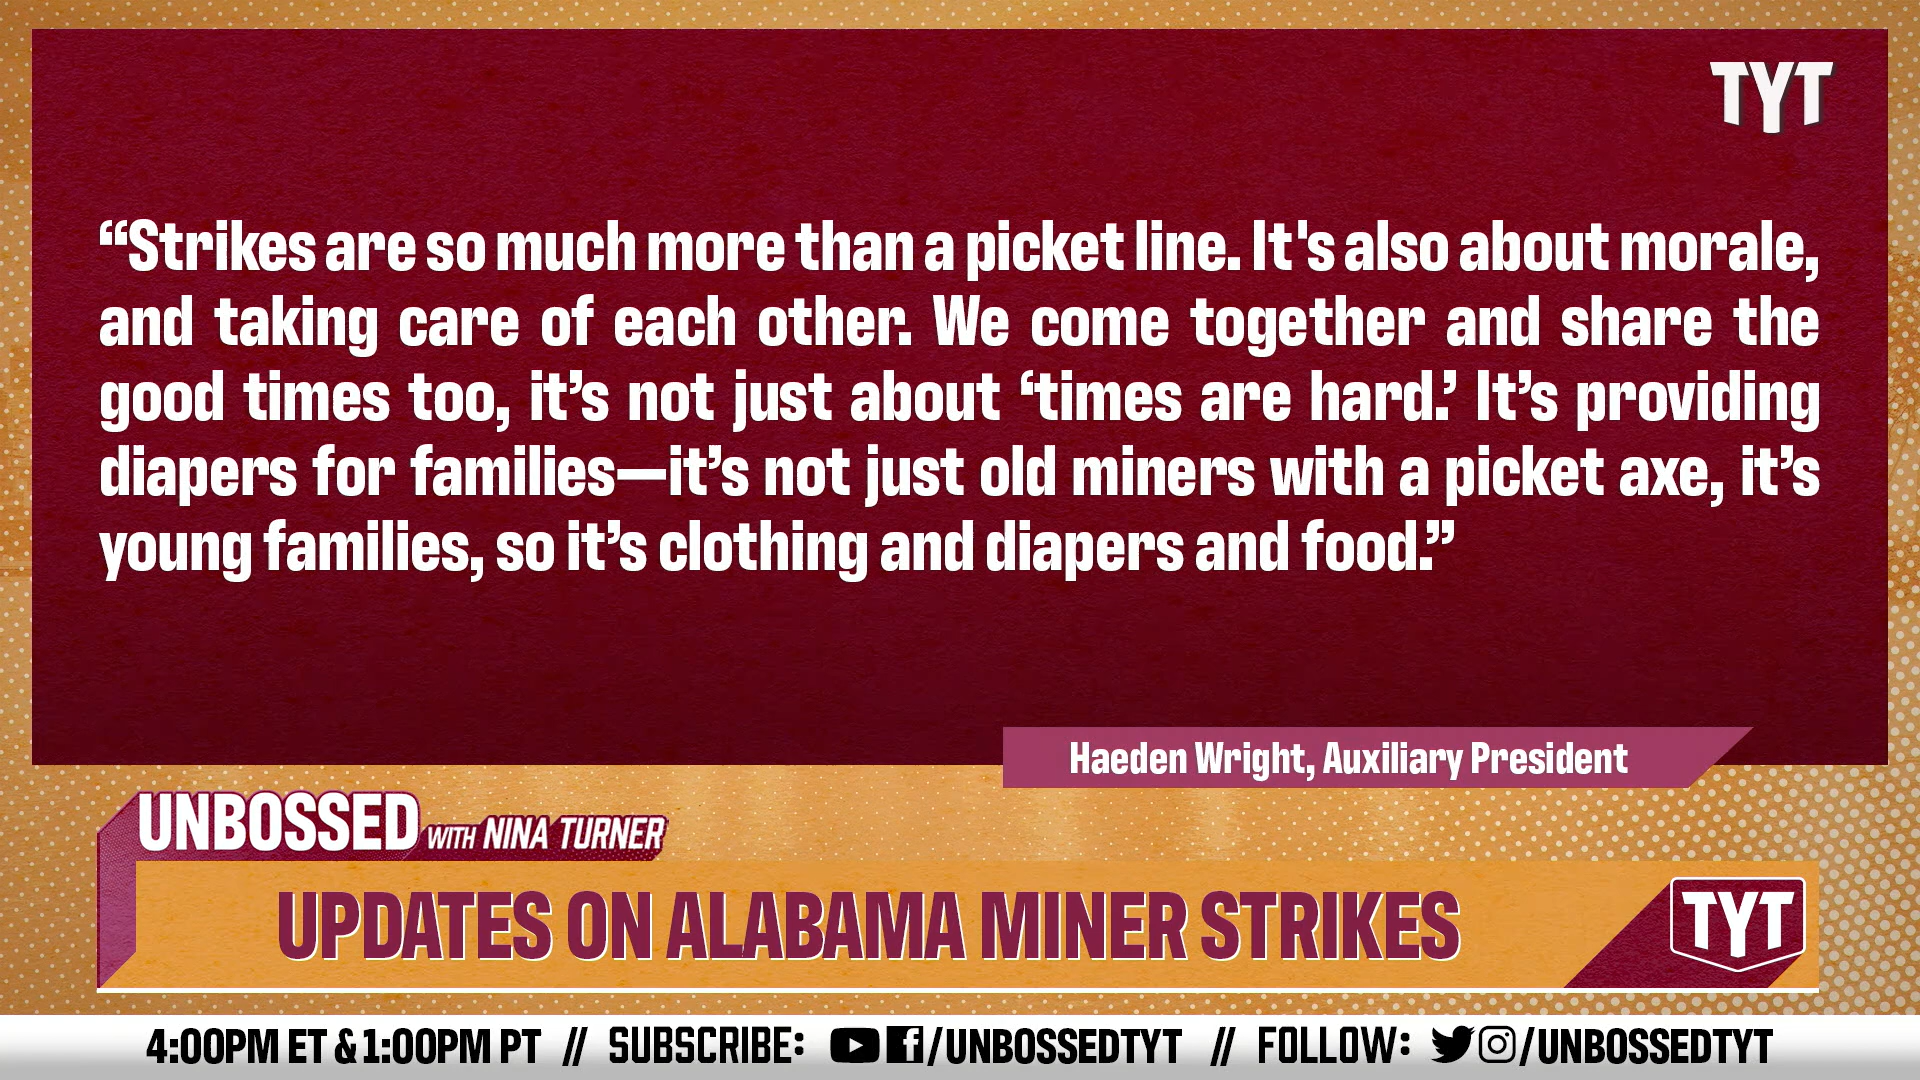 TYT
“Strikes are so much more than a picket line. It's also about morale,
and taking care of each other. We come together and share the
good times too, it’s not just about ‘times are hard.’ It’s providing
diapers for families—it’s not just old miners with a picket axe, it’s
young families, so it’s clothing and diapers and food.”
Haeden Wright, Auxiliary President
UNBOSSED WITH NINA TURNER
UPDATES ON ALABAMA MINER STRIKES
TYT
4:00PM ET & 1:00PM PT // SUBSCRIBE: /UNBOSSEDTYT // FOLLOW: /UNBOSSEDTYT